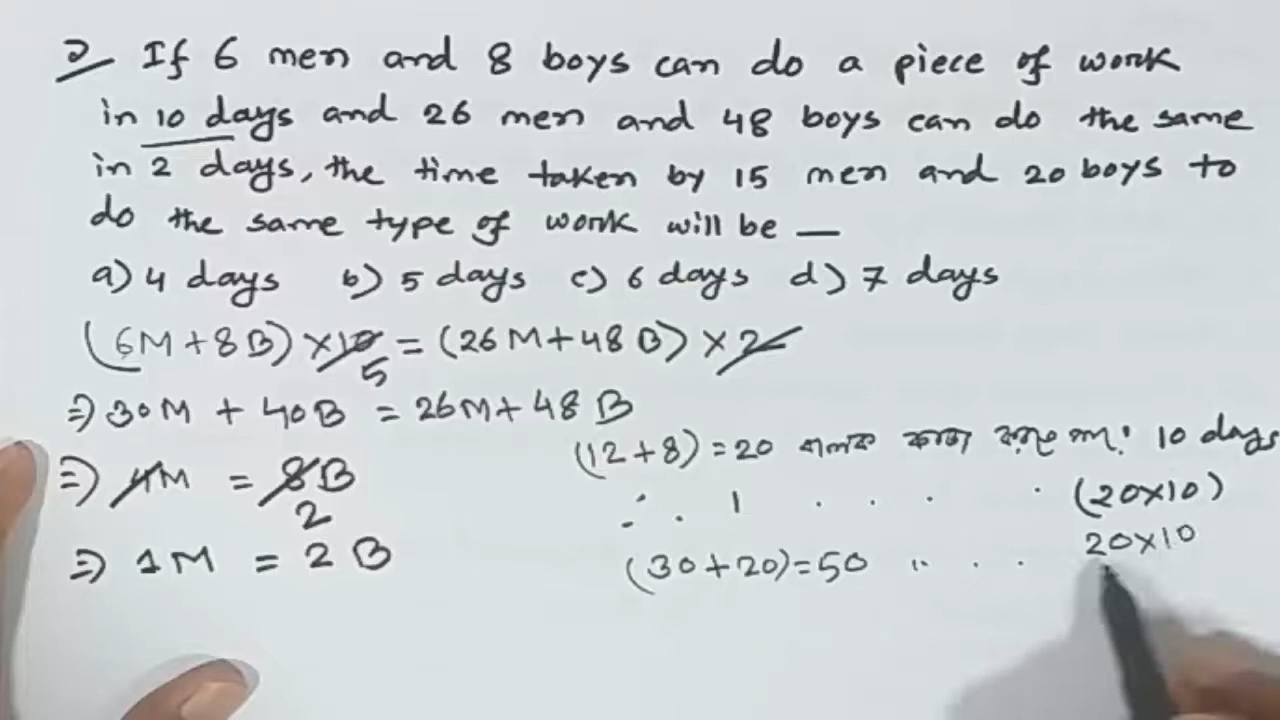 ২ If 6 men and 8 boys can do a piece of work
in 10 days and 26 men and 48 boys can do the same
in 2 days, the time taken by 15 men and 20 boys to
do the same type of work will be —
a) 4 days b) 5 days c) 6 days d) 7 days
(6M+8B) ×10 = (26M+48B) ×2
5
⇒ 30M + 40B = 26M+48B
⇒ 4M = 8B
2
⇒ 1M = 2B
(12+8)=20 বালক 10 days
∴ . 1 . . . . (20×10)
(30+20)=50 " . . 20×10